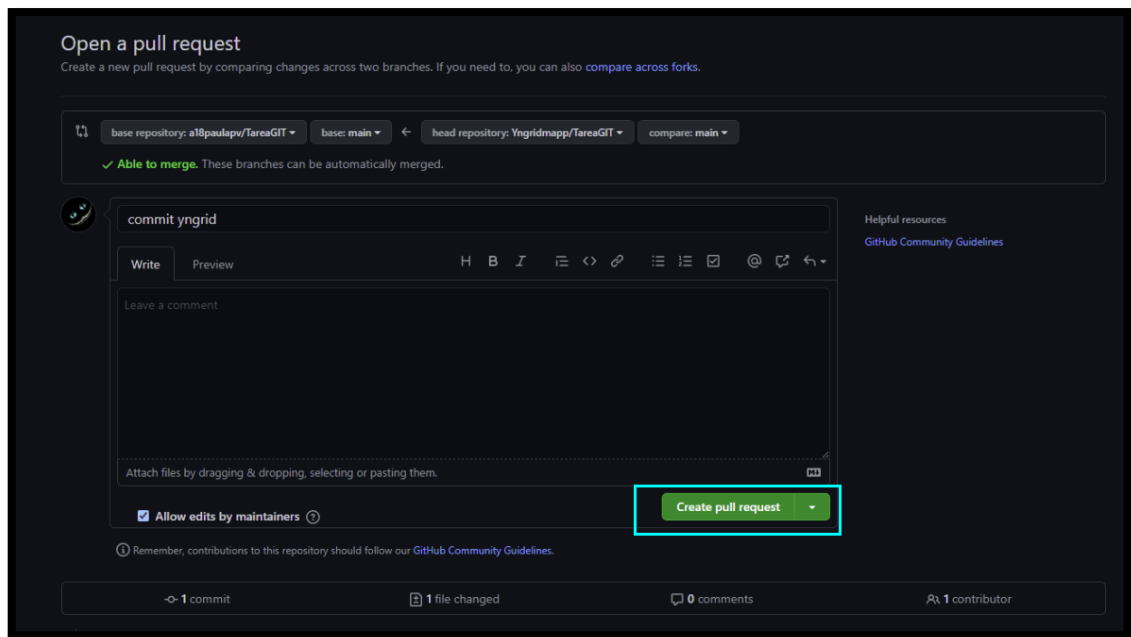 Open a pull request
Create a new pull request by comparing changes across two branches. If you need to, you can also compare across forks.
base repository: a18paulapv/TareaGIT base: main ← head repository: Yngridmapp/TareaGIT compare: main
Able to merge. These branches can be automatically merged.
commit yngrid
Helpful resources
GitHub Community Guidelines
Write Preview H B I
Leave a comment
Attach files by dragging & dropping, selecting or pasting them.
Create pull request
Allow edits by maintainers
Remember, contributions to this repository should follow our GitHub Community Guidelines.
1 commit 1 file changed 0 comments 1 contributor